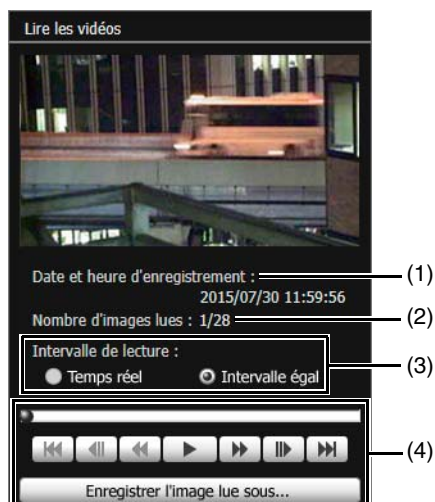 Lire les vidéos
Date et heure d'enregistrement :
(1)
2015/07/30 11:59:56
Nombre d'images lues : 1/28
(2)
Intervalle de lecture :
(3)
Temps réel
Intervalle égal
(4)
Enregistrer l'image lue sous...